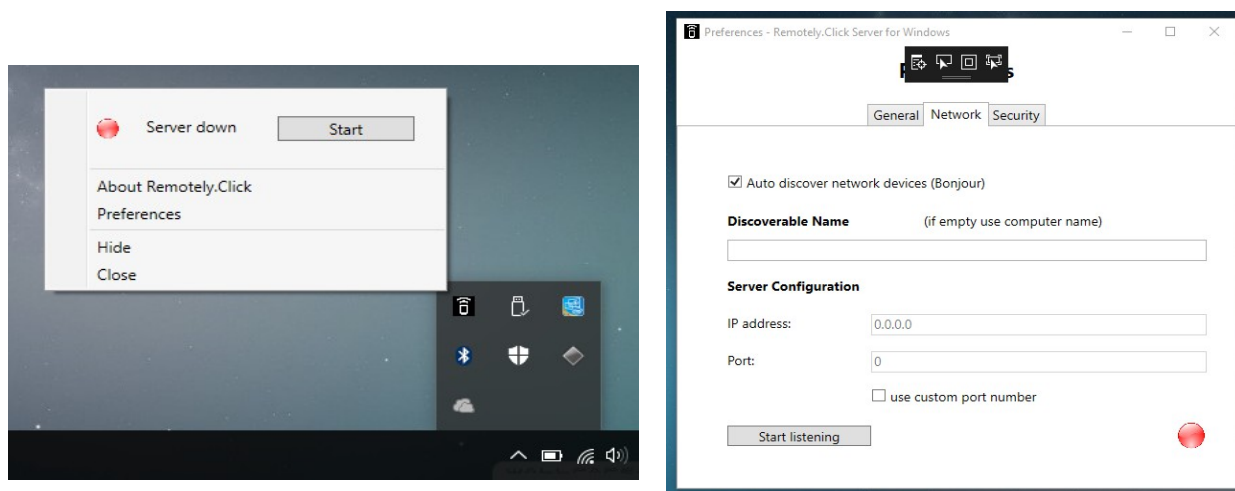 Server down Start
About Remotely.Click
Preferences
Hide
Close
Preferences - Remotely.Click Server for Windows
General Network Security
Auto discover network devices (Bonjour)
Discoverable Name (if empty use computer name)
Server Configuration
IP address: 0.0.0.0
Port: 0
use custom port number
Start listening